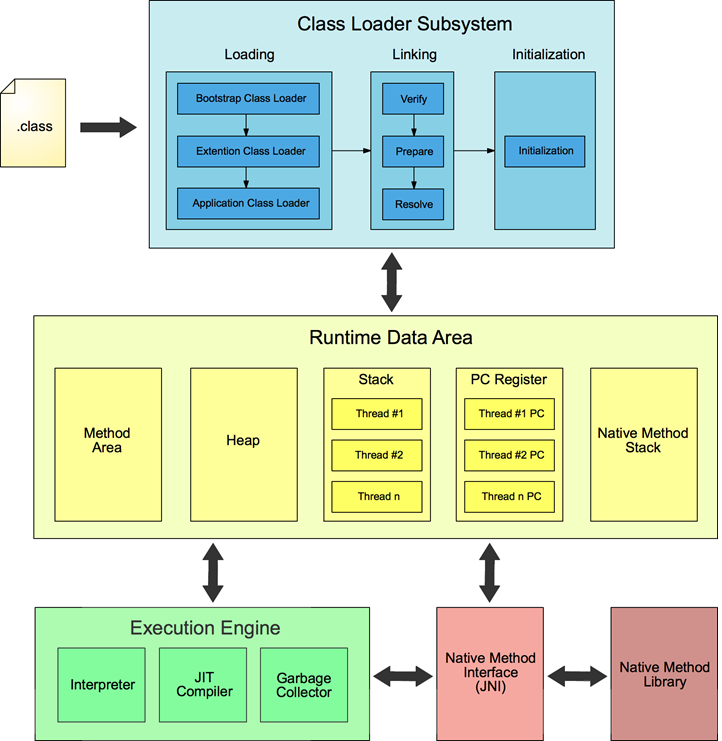 Class Loader Subsystem
Loading
Linking
Initialization
.class
Bootstrap Class Loader
Extention Class Loader
Application Class Loader
Verify
Prepare
Resolve
Initialization
Runtime Data Area
Method
Area
Heap
Stack
Thread #1
Thread #2
Thread n
PC Register
Thread #1 PC
Thread #2 PC
Thread n PC
Native Method
Stack
Execution Engine
Interpreter
JIT
Compiler
Garbage
Collector
Native Method
Interface
(JNI)
Native Method
Library